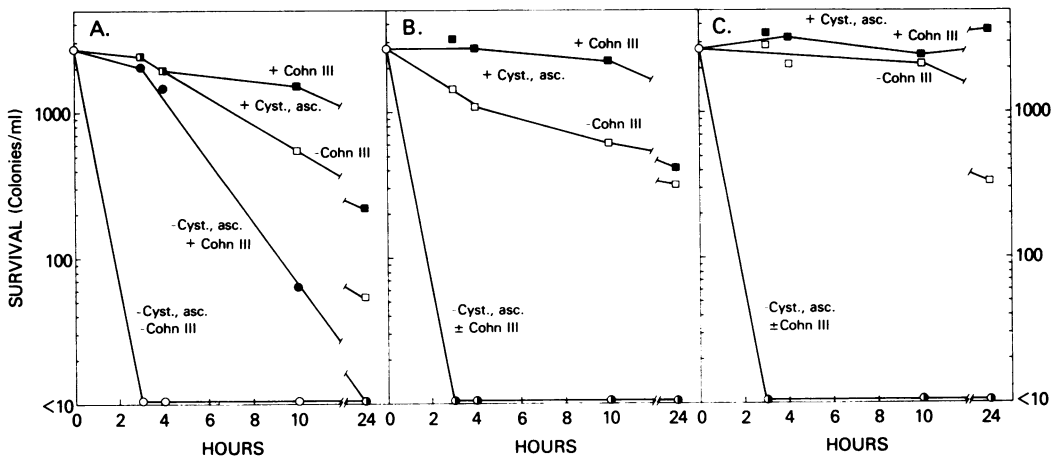 A.
+ Cohn III
+ Cyst., asc.
-Cohn III
-Cyst., asc.
+ Cohn III
-Cyst., asc.
-Cohn III
SURVIVAL (Colonies/ml)
1000
100
<10
0 2 4 6 8 10 24
HOURS
B.
+ Cohn III
+ Cyst., asc.
-Cohn III
-Cyst., asc.
± Cohn III
0 2 4 6 8 10 24
HOURS
C.
+ Cyst., asc.
+ Cohn III
-Cohn III
-Cyst., asc.
±Cohn III
1000
100
<10
0 2 4 6 8 10 24
HOURS